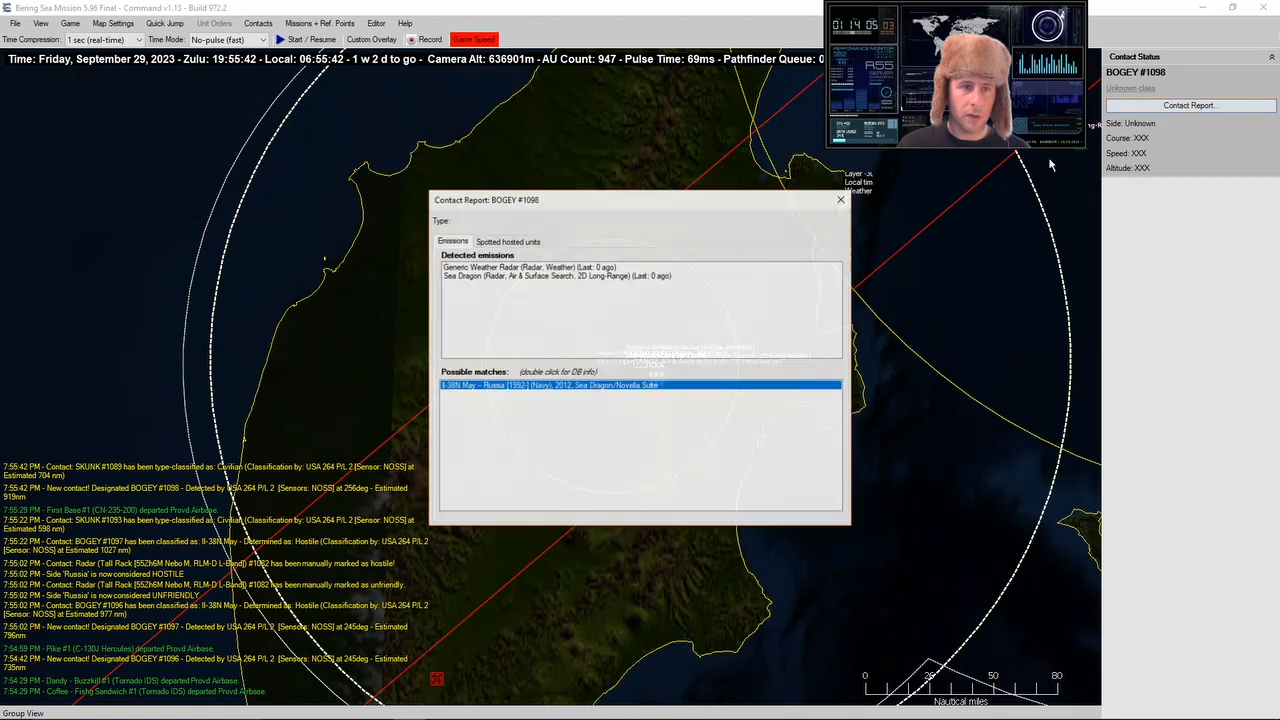 Bering Sea Mission 5.96 Final - Command v1.13 - Build 972.2
File View Game Map Settings Quick Jump Unit Orders Contacts Missions + Ref. Points Editor Help
Time Compression: 1 sec (real-time) Time Mode: No-pulse (fast) Start / Resume Custom Overlay Record Game Speed
Camera Alt: 636901m - AU Count: 947 - Pulse Time: 69ms - Pathfinder Queue: 0
01 14 05
PERFORMANCE MONITOR
R55
SERVER
Contact Status
BOGEY #1098
Unknown class
Contact Report...
Side: Unknown
Course: XXX
Speed: XXX
Altitude: XXX
Local tim
Weather
Contact Report: BOGEY #1098
Type:
Emissions Spotted hosted units
Detected emissions
Generic Weather Radar (Radar, Weather) (Last: 0 ago)
Sea Dragon (Radar, Air & Surface Search, 2D Long-Range) (Last: 0 ago)
Possible matches: (double click for DB info)
Il-38N May -- Russia [1992-] (Navy), 2012, Sea Dragon/Novella Suite
7:55:42 PM - Contact: SKUNK #1089 has been type-classified as: Civilian (Classification by: USA 264 P/L 2 [Sensor: NOSS] at
Estimated 704 nm)
7:55:42 PM - New contact! Designated BOGEY #1098 - Detected by USA 264 P/L 2 [Sensors: NOSS] at 256deg - Estimated
919nm
7:55:29 PM - First Base #1 (CN-235-200) departed Provd Airbase.
7:55:22 PM - Contact: SKUNK #1093 has been type-classified as: Civilian (Classification by: USA 264 P/L 2 [Sensor: NOSS] at
Estimated 598 nm)
7:55:22 PM - Contact: BOGEY #1097 has been classified as: Il-38N May - Determined as: Hostile (Classification by: USA 264 P/L 2
[Sensor: NOSS] at Estimated 1027 nm)
7:55:02 PM - Contact: Radar (Tall Rack [55Zh6M Nebo M, RLM-D L-Band]) #1082 has been manually marked as hostile!
7:55:02 PM - Side 'Russia' is now considered HOSTILE
7:55:02 PM - Contact: Radar (Tall Rack [55Zh6M Nebo M, RLM-D L-Band]) #1082 has been manually marked as unfriendly.
7:55:02 PM - Side 'Russia' is now considered UNFRIENDLY
7:55:02 PM - Contact: BOGEY #1096 has been classified as: Il-38N May - Determined as: Hostile (Classification by: USA 264 P/L 2
[Sensor: NOSS] at Estimated 977 nm)
7:55:02 PM - New contact! Designated BOGEY #1097 - Detected by USA 264 P/L 2 [Sensors: NOSS] at 245deg - Estimated
796nm
7:54:59 PM - Pike #1 (C-130J Hercules) departed Provd Airbase.
7:54:42 PM - New contact! Designated BOGEY #1096 - Detected by USA 264 P/L 2 [Sensors: NOSS] at 245deg - Estimated
735nm
7:54:29 PM - Dandy - Buzzkill #1 (Tornado IDS) departed Provd Airbase.
7:54:29 PM - Coffee - Fishg Sandwich #1 (Tornado IDS) departed Provd Airbase.
0 26 50 80
Nautical miles
Group View